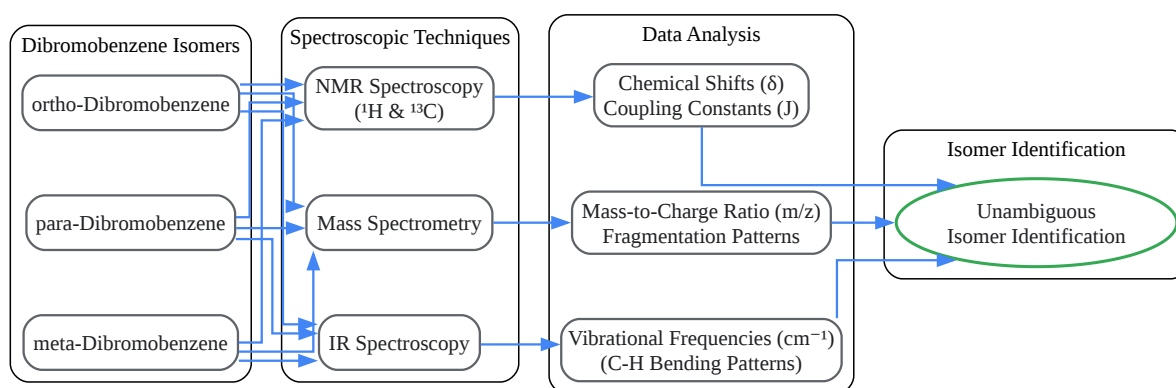 Dibromobenzene Isomers
ortho-Dibromobenzene
para-Dibromobenzene
meta-Dibromobenzene
Spectroscopic Techniques
NMR Spectroscopy
(¹H & ¹³C)
Mass Spectrometry
IR Spectroscopy
Data Analysis
Chemical Shifts (δ)
Coupling Constants (J)
Mass-to-Charge Ratio (m/z)
Fragmentation Patterns
Vibrational Frequencies (cm⁻¹)
(C-H Bending Patterns)
Isomer Identification
Unambiguous
Isomer Identification